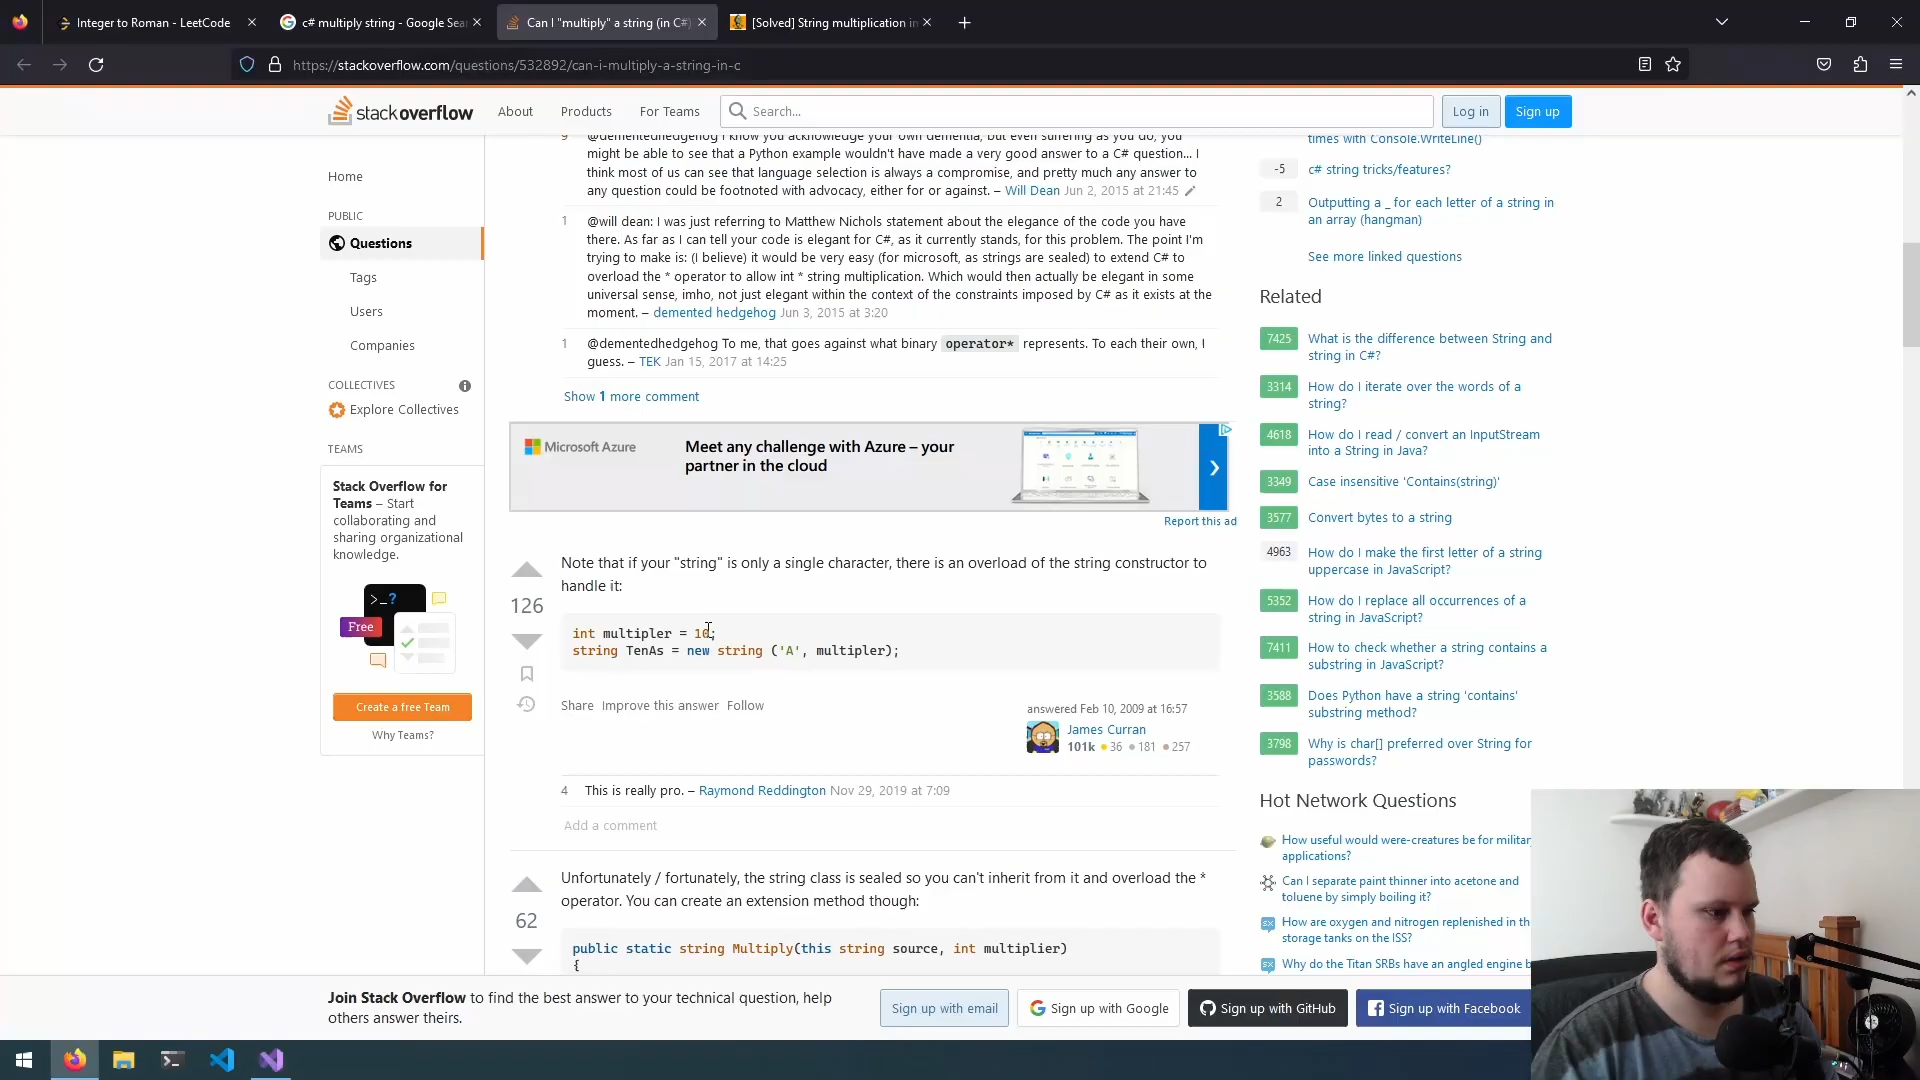 Integer to Roman - LeetCode
c# multiply string - Google Sea
Can I "multiply" a string (in C#)
[Solved] String multiplication in
https://stackoverflow.com/questions/532892/can-i-multiply-a-string-in-c
stackoverflow
About
Products
For Teams
Search...
Log in
Sign up
Home
PUBLIC
Questions
Tags
Users
Companies
COLLECTIVES
Explore Collectives
TEAMS
Stack Overflow for
Teams – Start
collaborating and
sharing organizational
knowledge.
>_?
Free
Create a free Team
Why Teams?
9
@dementedhedgehog I know you acknowledge your own dementia, but even suffering as you do, you
might be able to see that a Python example wouldn't have made a very good answer to a C# question... I
think most of us can see that language selection is always a compromise, and pretty much any answer to
any question could be footnoted with advocacy, either for or against. – Will Dean Jun 2, 2015 at 21:45
1
@will dean: I was just referring to Matthew Nichols statement about the elegance of the code you have
there. As far as I can tell your code is elegant for C#, as it currently stands, for this problem. The point I'm
trying to make is: (I believe) it would be very easy (for microsoft, as strings are sealed) to extend C# to
overload the * operator to allow int * string multiplication. Which would then actually be elegant in some
universal sense, imho, not just elegant within the context of the constraints imposed by C# as it exists at the
moment. – demented hedgehog Jun 3, 2015 at 3:20
1
@dementedhedgehog To me, that goes against what binary operator* represents. To each their own, I
guess. – TEK Jan 15, 2017 at 14:25
Show 1 more comment
Microsoft Azure
Meet any challenge with Azure – your
partner in the cloud
Report this ad
126
Note that if your "string" is only a single character, there is an overload of the string constructor to
handle it:
int multipler = 10;
string TenAs = new string ('A', multipler);
Share Improve this answer Follow
answered Feb 10, 2009 at 16:57
James Curran
101k 36 181 257
4 This is really pro. – Raymond Reddington Nov 29, 2019 at 7:09
Add a comment
62
Unfortunately / fortunately, the string class is sealed so you can't inherit from it and overload the *
operator. You can create an extension method though:
public static string Multiply(this string source, int multiplier)
{
times with Console.WriteLine()
-5 c# string tricks/features?
2 Outputting a _ for each letter of a string in
an array (hangman)
See more linked questions
Related
7425 What is the difference between String and
string in C#?
3314 How do I iterate over the words of a
string?
4618 How do I read / convert an InputStream
into a String in Java?
3349 Case insensitive 'Contains(string)'
3577 Convert bytes to a string
4963 How do I make the first letter of a string
uppercase in JavaScript?
5352 How do I replace all occurrences of a
string in JavaScript?
7411 How to check whether a string contains a
substring in JavaScript?
3588 Does Python have a string 'contains'
substring method?
3798 Why is char[] preferred over String for
passwords?
Hot Network Questions
How useful would were-creatures be for militar
applications?
Can I separate paint thinner into acetone and
toluene by simply boiling it?
How are oxygen and nitrogen replenished in th
storage tanks on the ISS?
Why do the Titan SRBs have an angled engine b
Join Stack Overflow to find the best answer to your technical question, help
others answer theirs.
Sign up with email
Sign up with Google
Sign up with GitHub
Sign up with Facebook